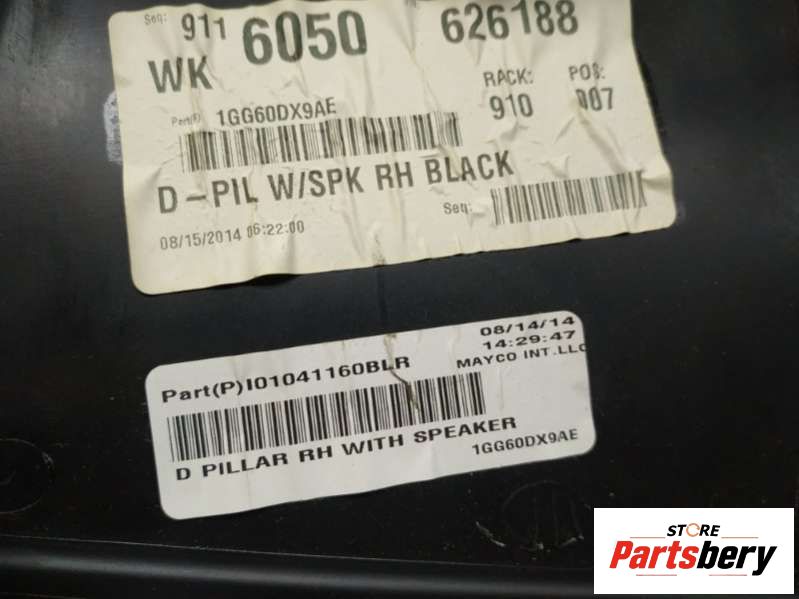 Seq: 911 6050 626188
WK RACK: POS:
Part(P) 1GG60DX9AE 910 007
D-PIL W/SPK RH BLACK
Seq:
08/15/2014 06:22:00
08/14/14
14:29:47
Part(P)I01041160BLR MAYCO INT.LLC
D PILLAR RH WITH SPEAKER
1GG60DX9AE
STORE
Partsbery